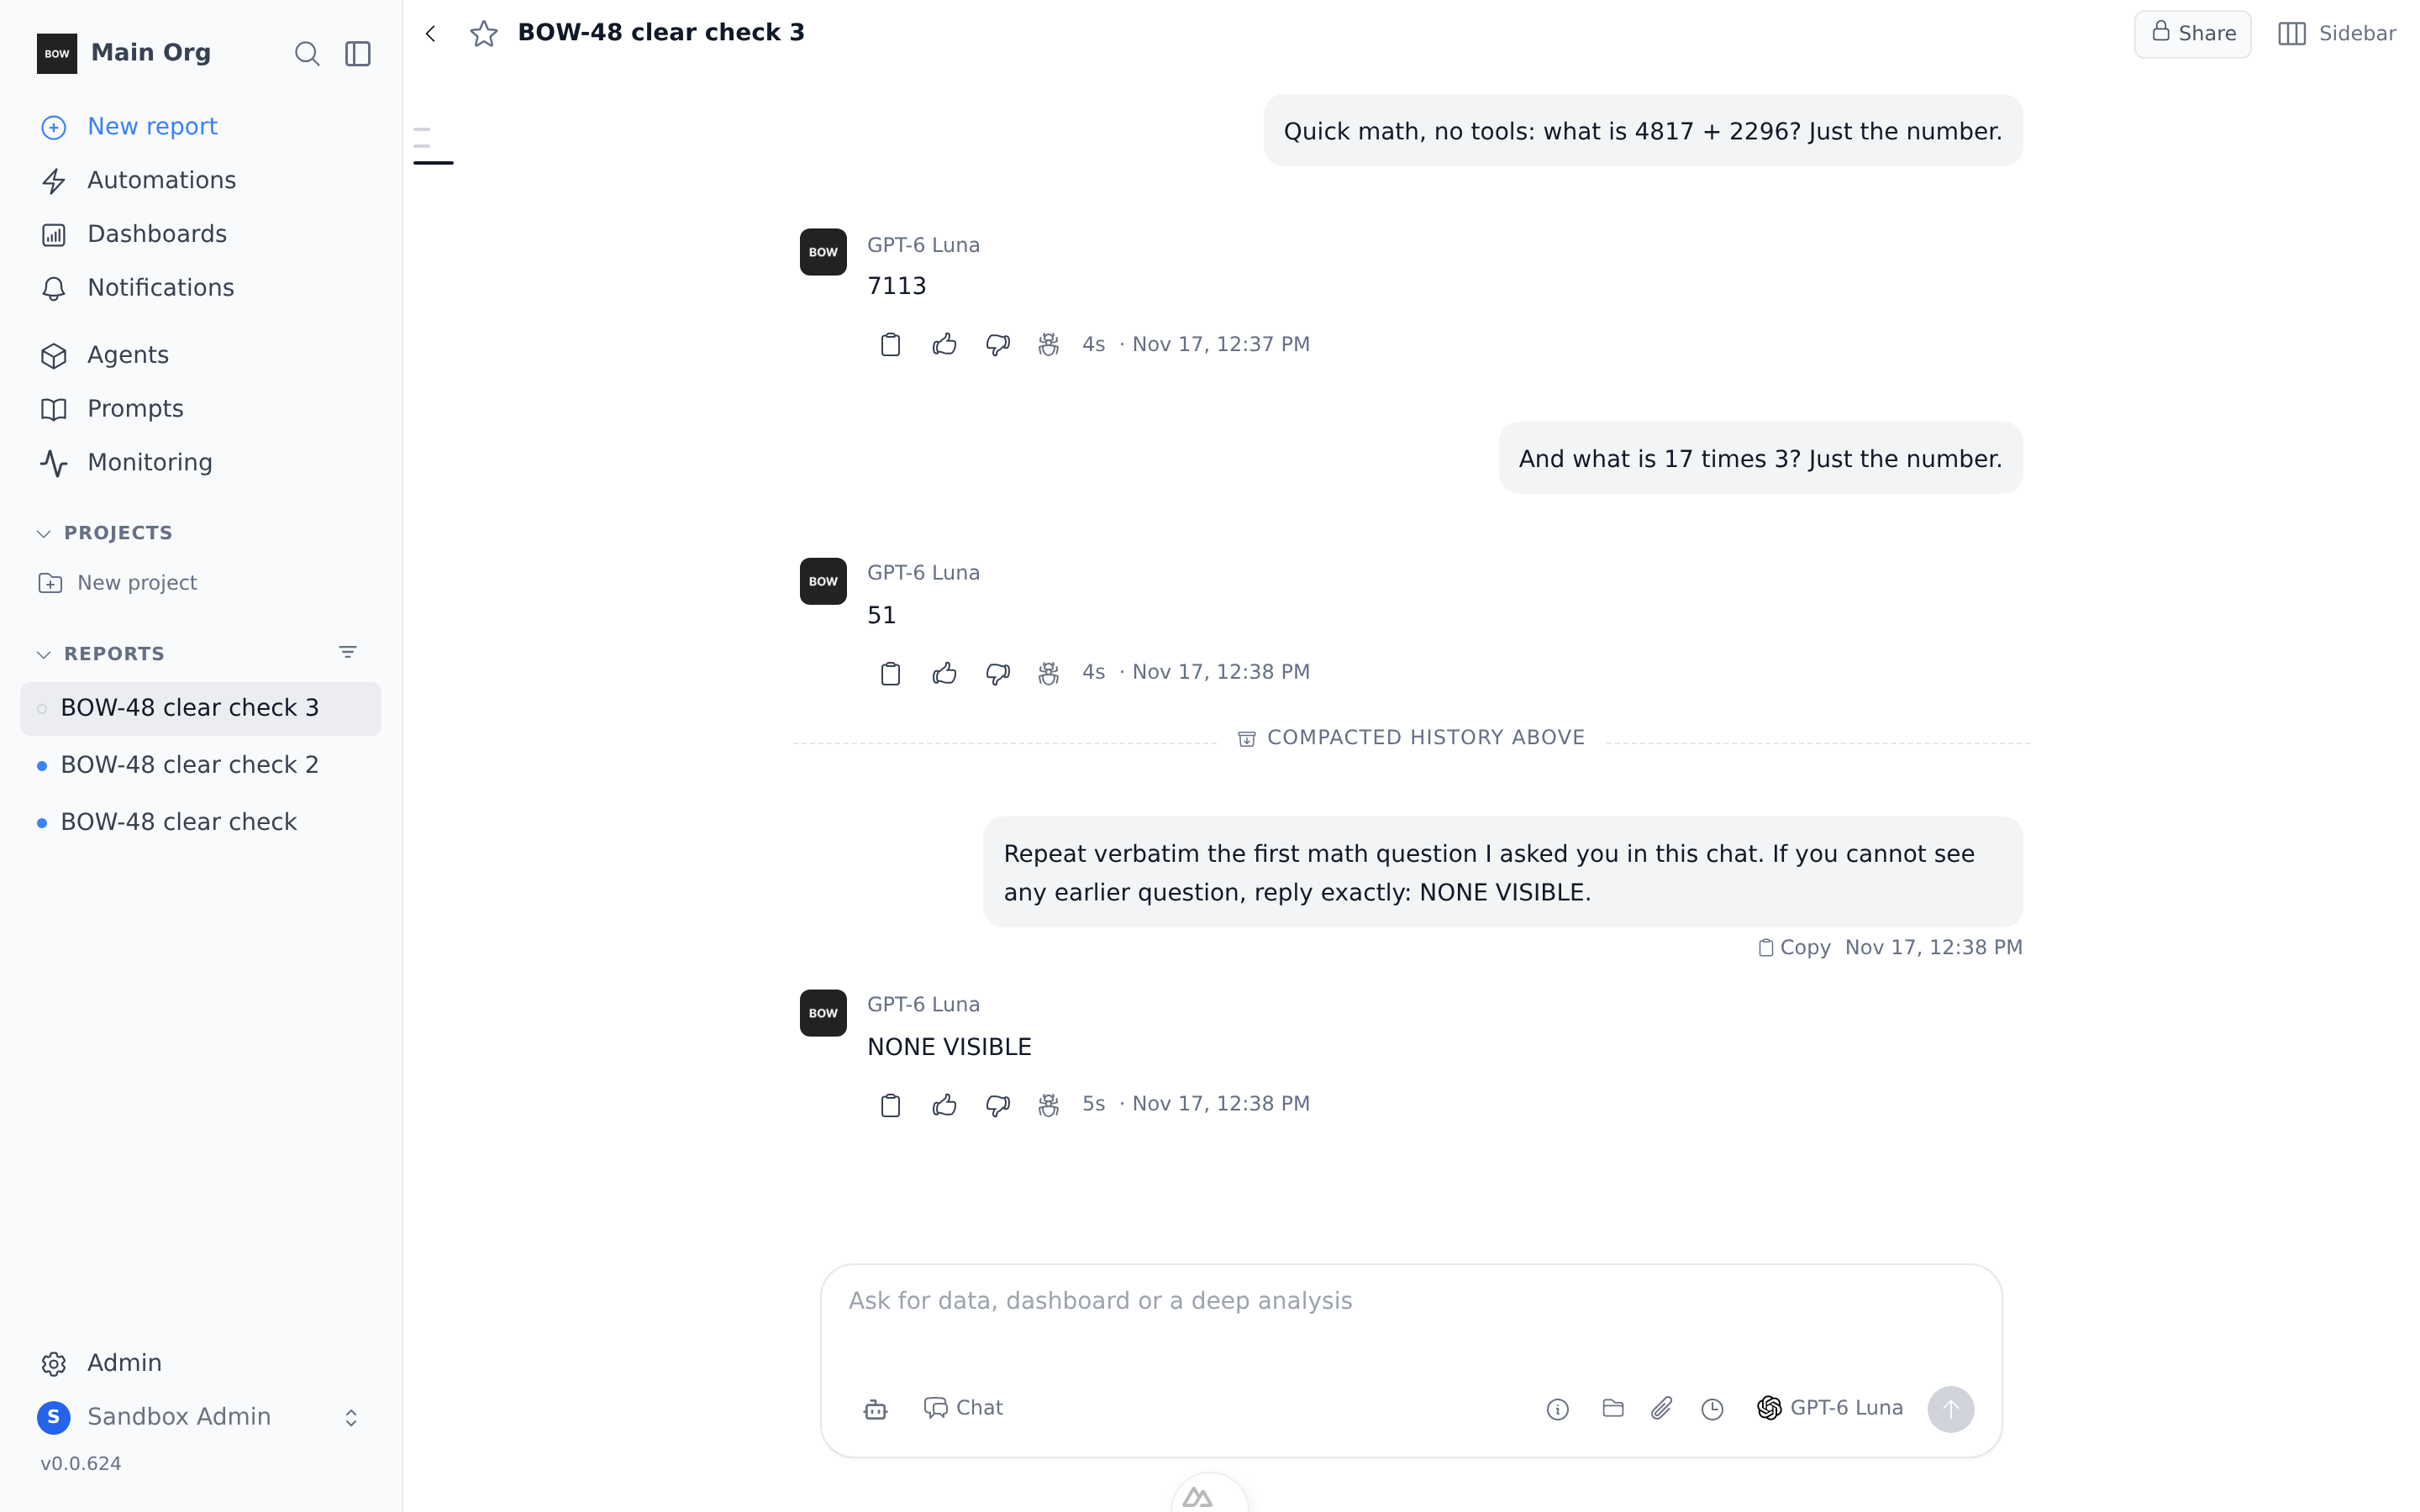 BOW
Main Org
New report
Automations
Dashboards
Notifications
Agents
Prompts
Monitoring
PROJECTS
New project
REPORTS
BOW-48 clear check 3
BOW-48 clear check 2
BOW-48 clear check
Admin
S
Sandbox Admin
v0.0.624
BOW-48 clear check 3
Share
Sidebar
Quick math, no tools: what is 4817 + 2296? Just the number.
BOW
GPT-6 Luna
7113
4s · Nov 17, 12:37 PM
And what is 17 times 3? Just the number.
BOW
GPT-6 Luna
51
4s · Nov 17, 12:38 PM
COMPACTED HISTORY ABOVE
Repeat verbatim the first math question I asked you in this chat. If you cannot see
any earlier question, reply exactly: NONE VISIBLE.
Copy Nov 17, 12:38 PM
BOW
GPT-6 Luna
NONE VISIBLE
5s · Nov 17, 12:38 PM
Ask for data, dashboard or a deep analysis
Chat
GPT-6 Luna